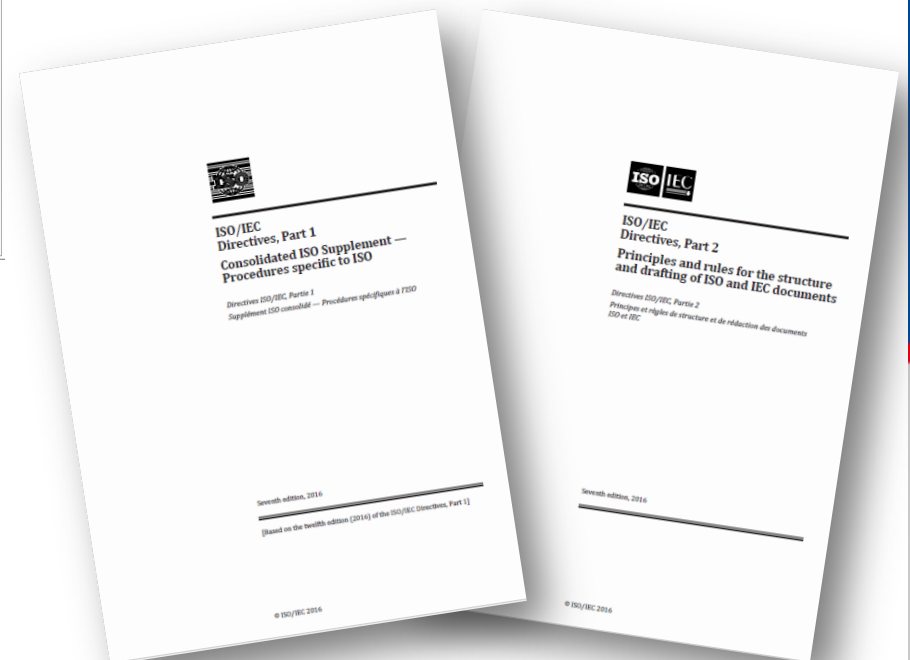 ISO
ISO/IEC
Directives, Part 1
Consolidated ISO Supplement —
Procedures specific to ISO
Directives ISO/IEC, Partie 1
Supplément ISO consolidé — Procédures spécifiques à l'ISO
Seventh edition, 2016
[Based on the twelfth edition (2016) of the ISO/IEC Directives, Part 1]
© ISO/IEC 2016
ISO IEC
ISO/IEC
Directives, Part 2
Principles and rules for the structure
and drafting of ISO and IEC documents
Directives ISO/IEC, Partie 2
Principes et règles de structure et de rédaction des documents
ISO et IEC
Seventh edition, 2016
© ISO/IEC 2016